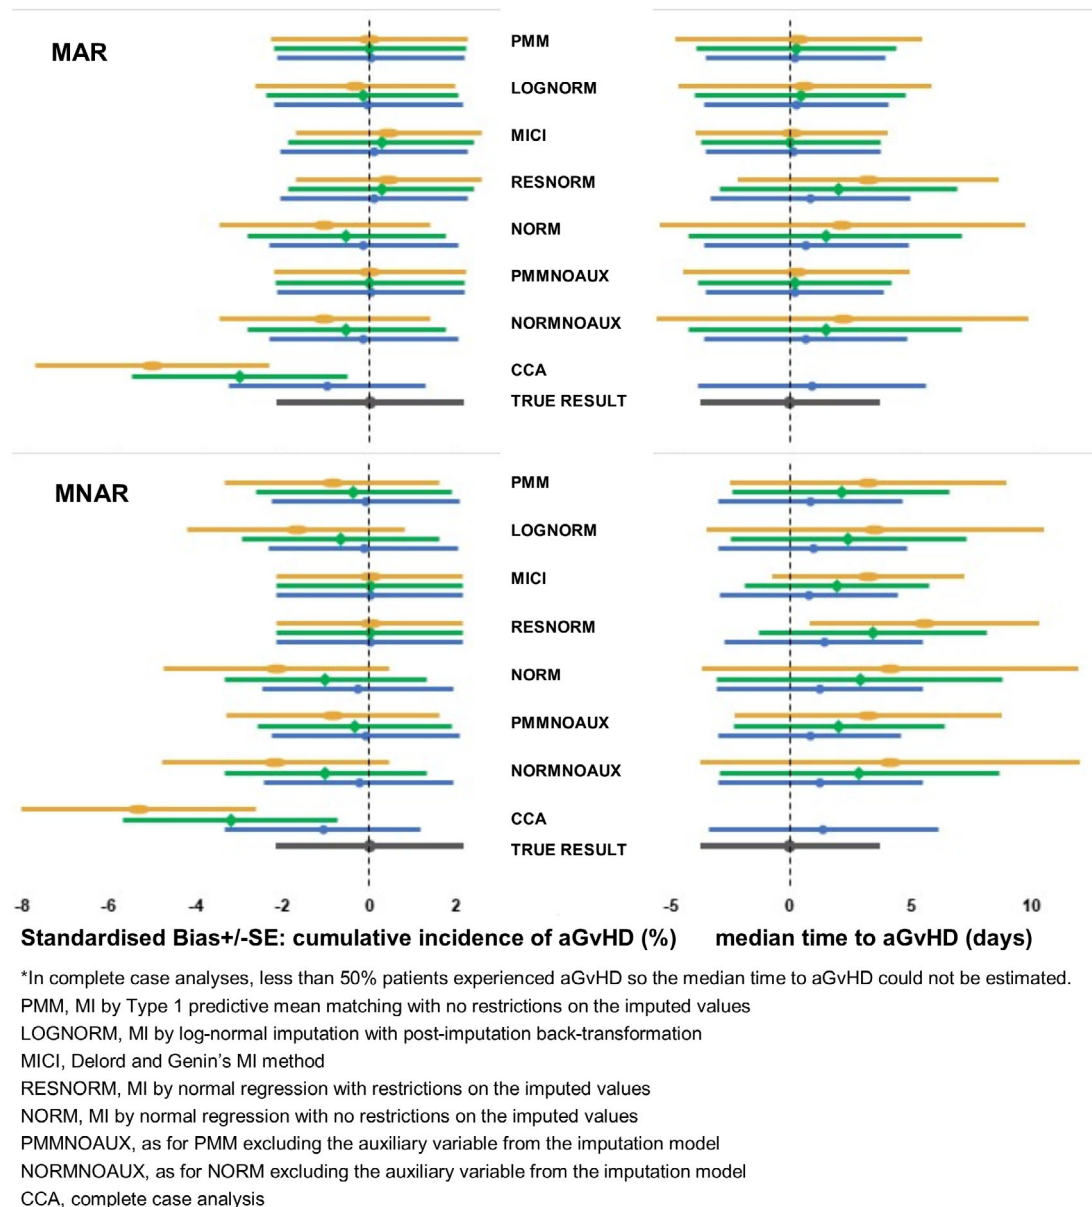 MAR
PMM
LOGNORM
MICI
RESNORM
NORM
PMMNOAUX
NORMNOAUX
CCA
TRUE RESULT
MNAR
PMM
LOGNORM
MICI
RESNORM
NORM
PMMNOAUX
NORMNOAUX
CCA
TRUE RESULT
-8 -6 -4 -2 0 2 -5 0 5 10
Standardised Bias+/-SE: cumulative incidence of aGvHD (%) median time to aGvHD (days)
*In complete case analyses, less than 50% patients experienced aGvHD so the median time to aGvHD could not be estimated.
PMM, MI by Type 1 predictive mean matching with no restrictions on the imputed values
LOGNORM, MI by log-normal imputation with post-imputation back-transformation
MICI, Delord and Genin’s MI method
RESNORM, MI by normal regression with restrictions on the imputed values
NORM, MI by normal regression with no restrictions on the imputed values
PMMNOAUX, as for PMM excluding the auxiliary variable from the imputation model
NORMNOAUX, as for NORM excluding the auxiliary variable from the imputation model
CCA, complete case analysis